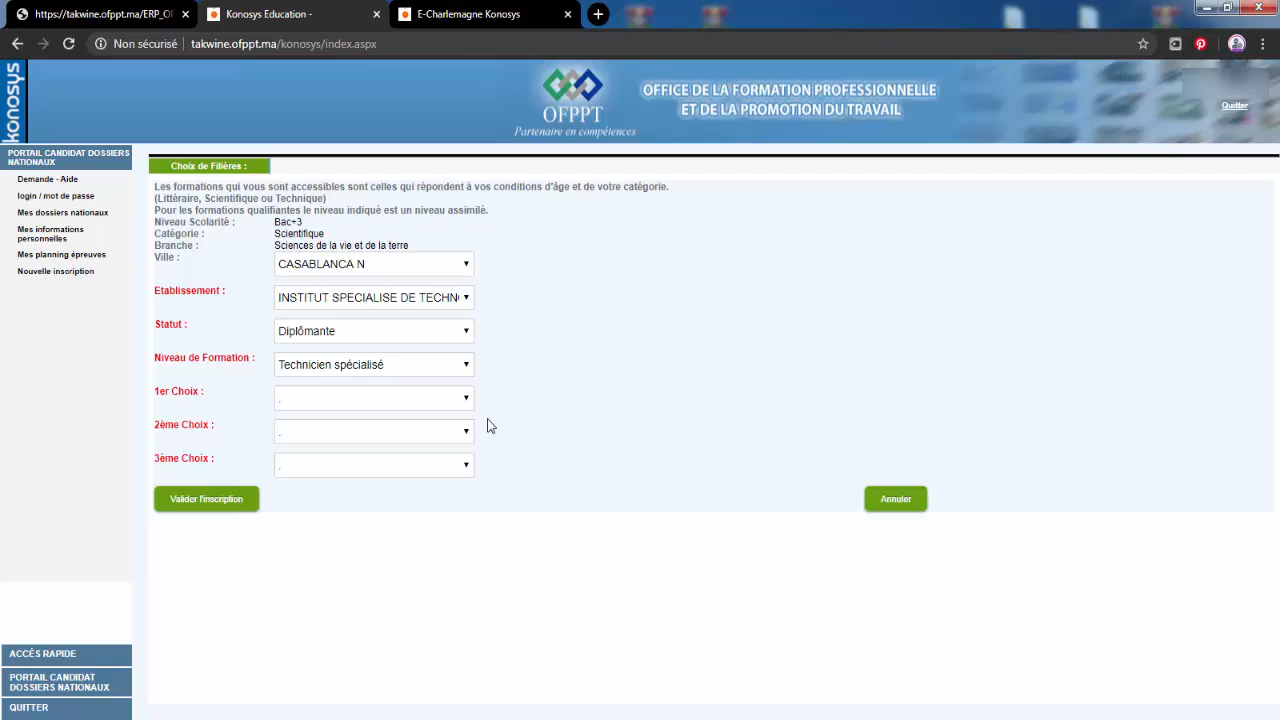 https://takwine.ofppt.ma/ERP_OF
Konosys Education -
E-Charlemagne Konosys
Non sécurisé
takwine.ofppt.ma/konosys/index.aspx
konosys
OFPPT
Partenaire en compétences
OFFICE DE LA FORMATION PROFESSIONNELLE
ET DE LA PROMOTION DU TRAVAIL
Quitter
PORTAIL CANDIDAT DOSSIERS
NATIONAUX
Demande - Aide
login / mot de passe
Mes dossiers nationaux
Mes informations
personnelles
Mes planning épreuves
Nouvelle inscription
Choix de Filières :
Les formations qui vous sont accessibles sont celles qui répondent à vos conditions d'âge et de votre catégorie.
(Littèraire, Scientifique ou Technique)
Pour les formations qualifiantes le niveau indiqué est un niveau assimilé.
Niveau Scolarité : Bac+3
Catégorie : Scientifique
Branche : Sciences de la vie et de la terre
Ville : CASABLANCA N
Etablissement : INSTITUT SPECIALISE DE TECHN
Statut : Diplômante
Niveau de Formation : Technicien spécialisé
1er Choix : .
2ème Choix : .
3ème Choix : .
Valider l'inscription
Annuler
ACCÈS RAPIDE
PORTAIL CANDIDAT
DOSSIERS NATIONAUX
QUITTER